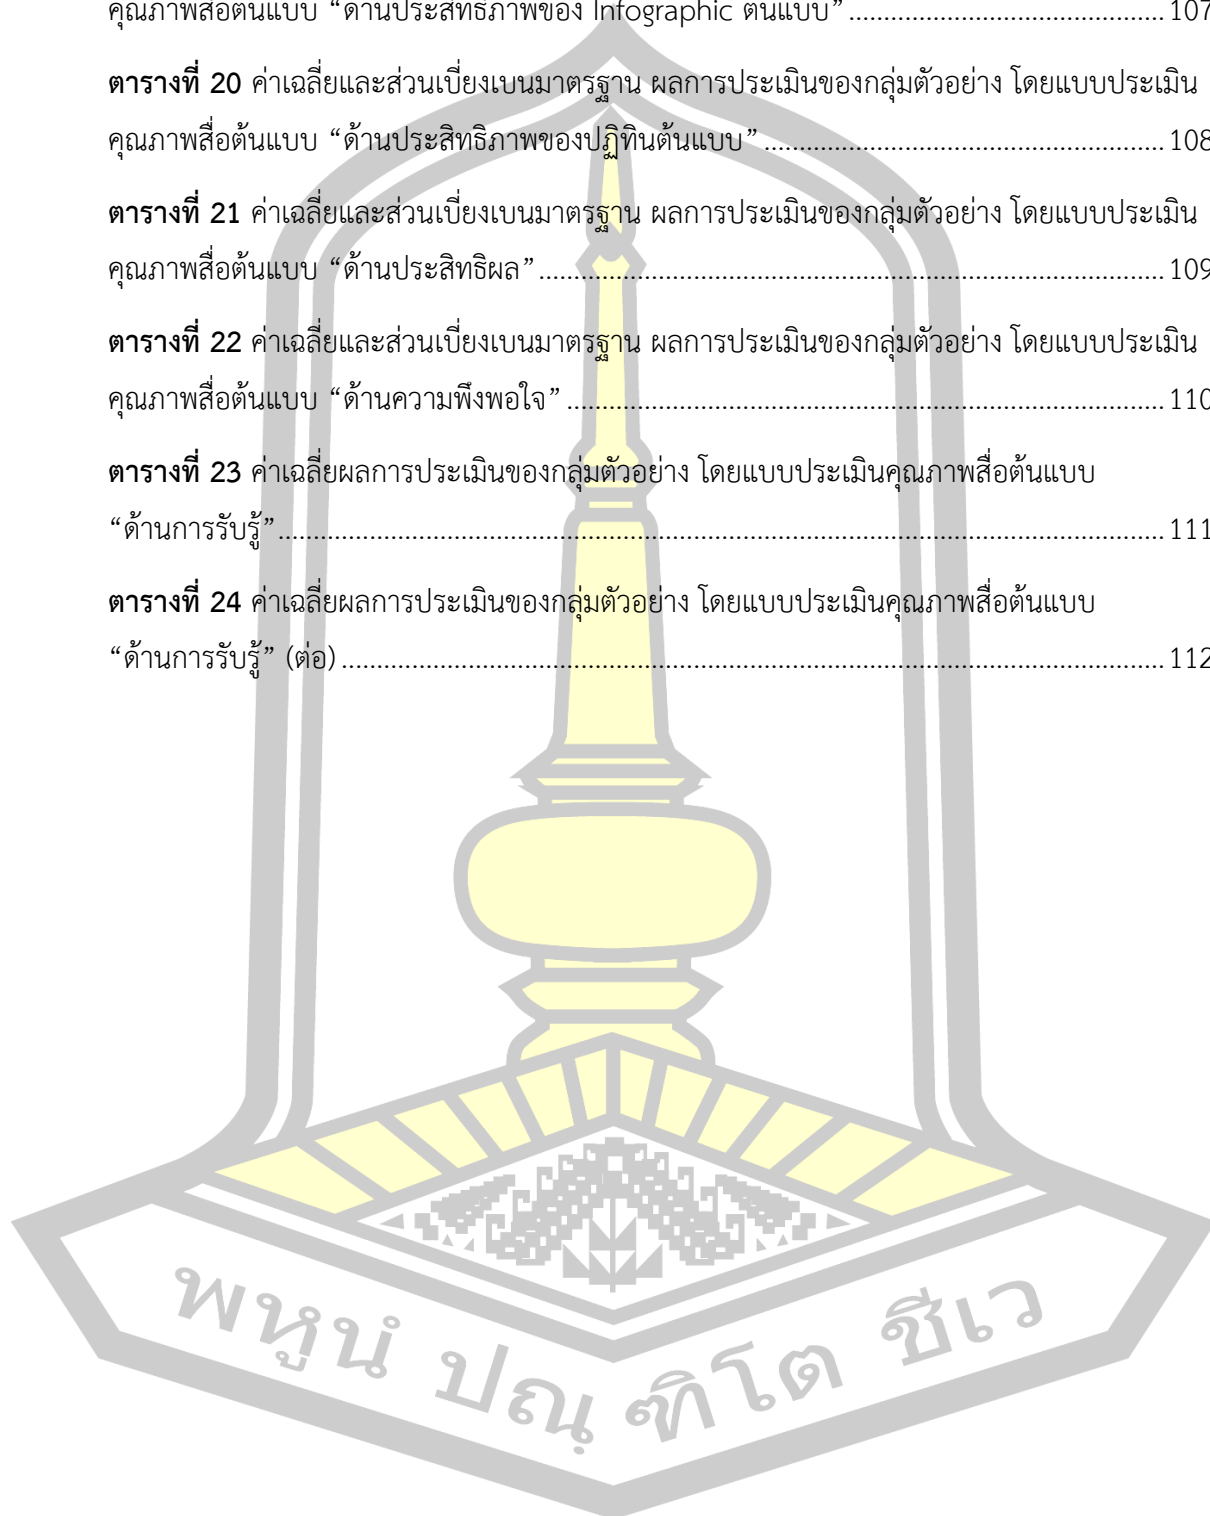 คุณภาพสื่อต้นแบบ “ด้านประสิทธิภาพของ Infographic ต้นแบบ” ........................................ 107
ตารางที่ 20 ค่าเฉลี่ยและส่วนเบี่ยงเบนมาตรฐาน ผลการประเมินของกลุ่มตัวอย่าง โดยแบบประเมิน
คุณภาพสื่อต้นแบบ “ด้านประสิทธิภาพของปฏิทินต้นแบบ” .................................................. 108
ตารางที่ 21 ค่าเฉลี่ยและส่วนเบี่ยงเบนมาตรฐาน ผลการประเมินของกลุ่มตัวอย่าง โดยแบบประเมิน
คุณภาพสื่อต้นแบบ “ด้านประสิทธิผล” ............................................................................... 109
ตารางที่ 22 ค่าเฉลี่ยและส่วนเบี่ยงเบนมาตรฐาน ผลการประเมินของกลุ่มตัวอย่าง โดยแบบประเมิน
คุณภาพสื่อต้นแบบ “ด้านความพึงพอใจ” ........................................................................... 110
ตารางที่ 23 ค่าเฉลี่ยผลการประเมินของกลุ่มตัวอย่าง โดยแบบประเมินคุณภาพสื่อต้นแบบ
“ด้านการรับรู้” ................................................................................................................ 111
ตารางที่ 24 ค่าเฉลี่ยผลการประเมินของกลุ่มตัวอย่าง โดยแบบประเมินคุณภาพสื่อต้นแบบ
“ด้านการรับรู้” (ต่อ) ........................................................................................................ 112
พหูนํ ปณฺ ฑิโต ชีเว